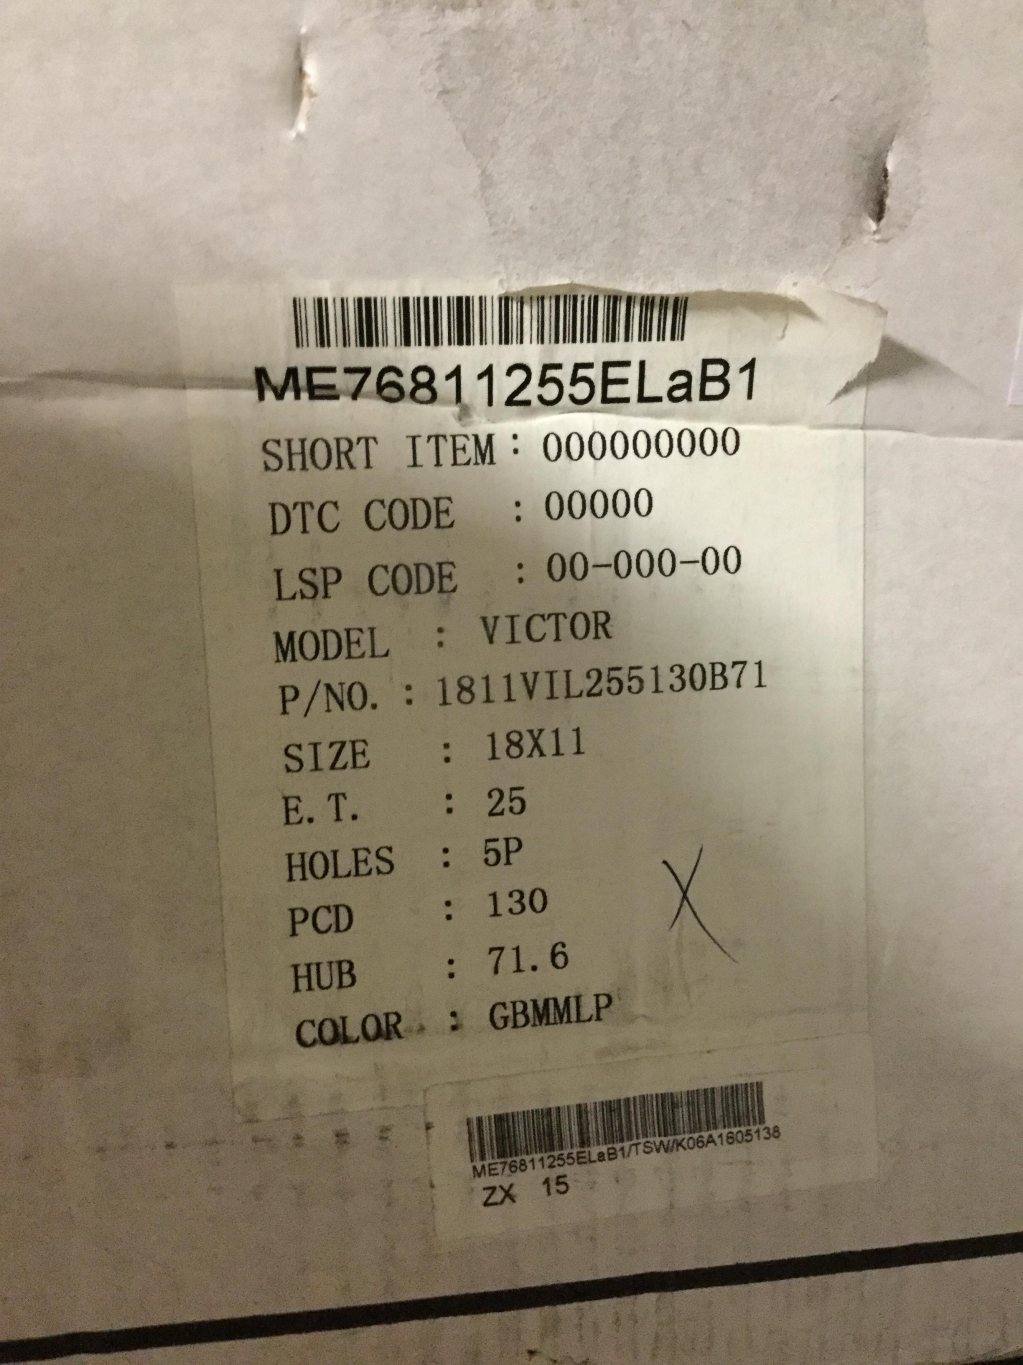 ME76811255ELaB1
SHORT ITEM: 000000000
DTC CODE : 00000
LSP CODE : 00-000-00
MODEL : VICTOR
P/NO. : 1811VIL255130B71
SIZE : 18X11
E.T. : 25
HOLES : 5P
PCD : 130
HUB : 71.6
COLOR : GBMMLP
X
ME76811255ELaB1/TSW/K06A1605138
ZX 15